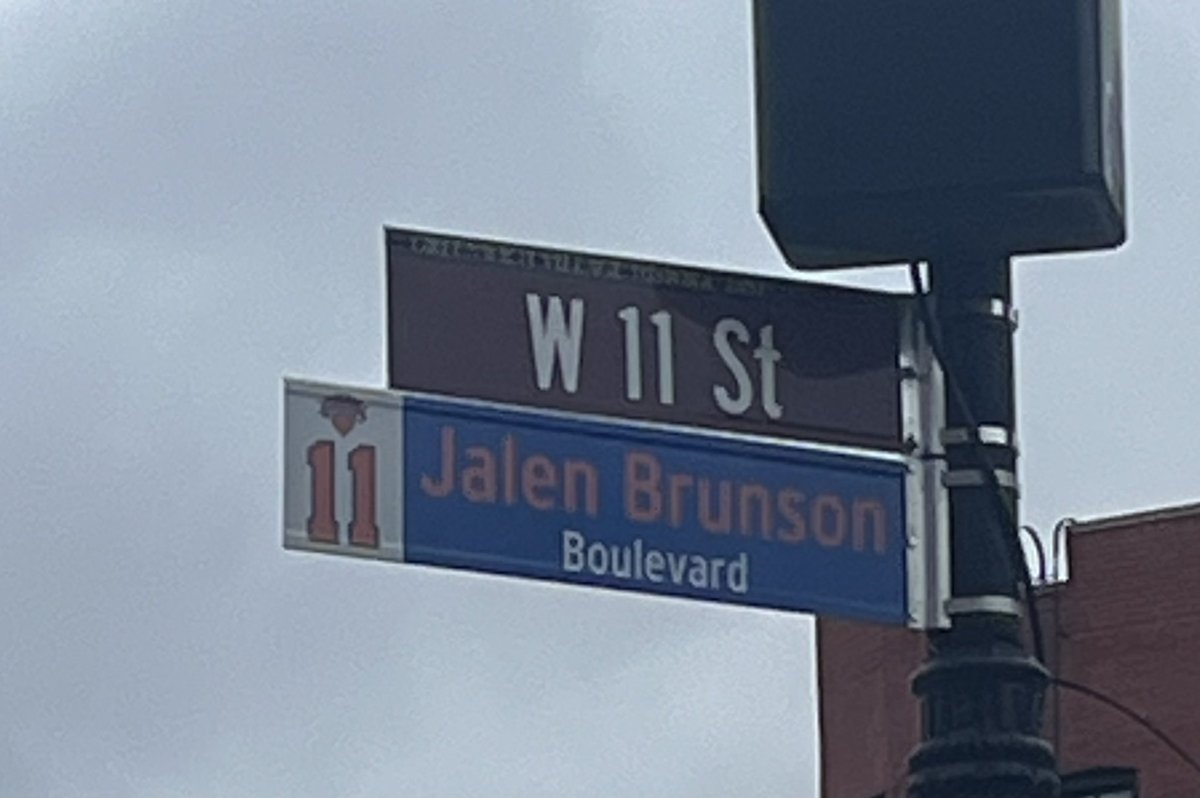 W 11 St
11
Jalen Brunson
Boulevard